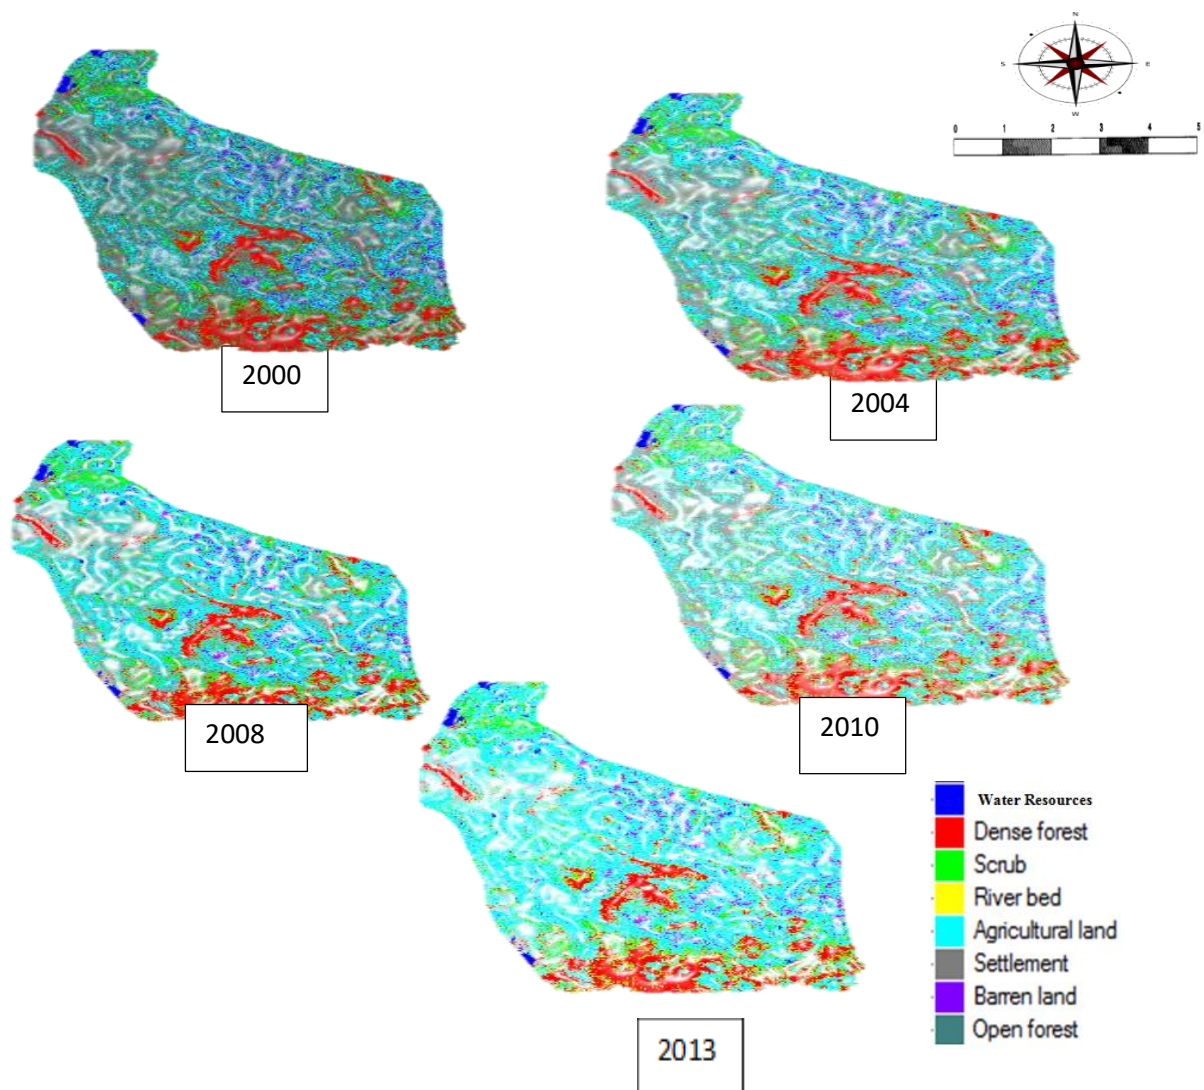 N
S E
W
0 1 2 3 4 5
2000
2004
2008
2010
2013
Water Resources
Dense forest
Scrub
River bed
Agricultural land
Settlement
Barren land
Open forest